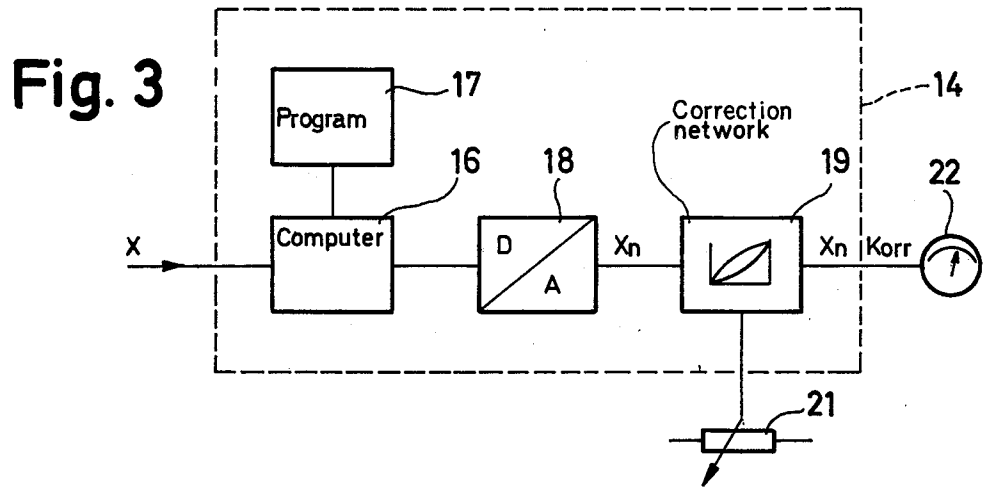 Fig. 3
17
14
Program
Correction
network
16
18
19
22
X
Computer
D
A
Xn
Xn Korr
21